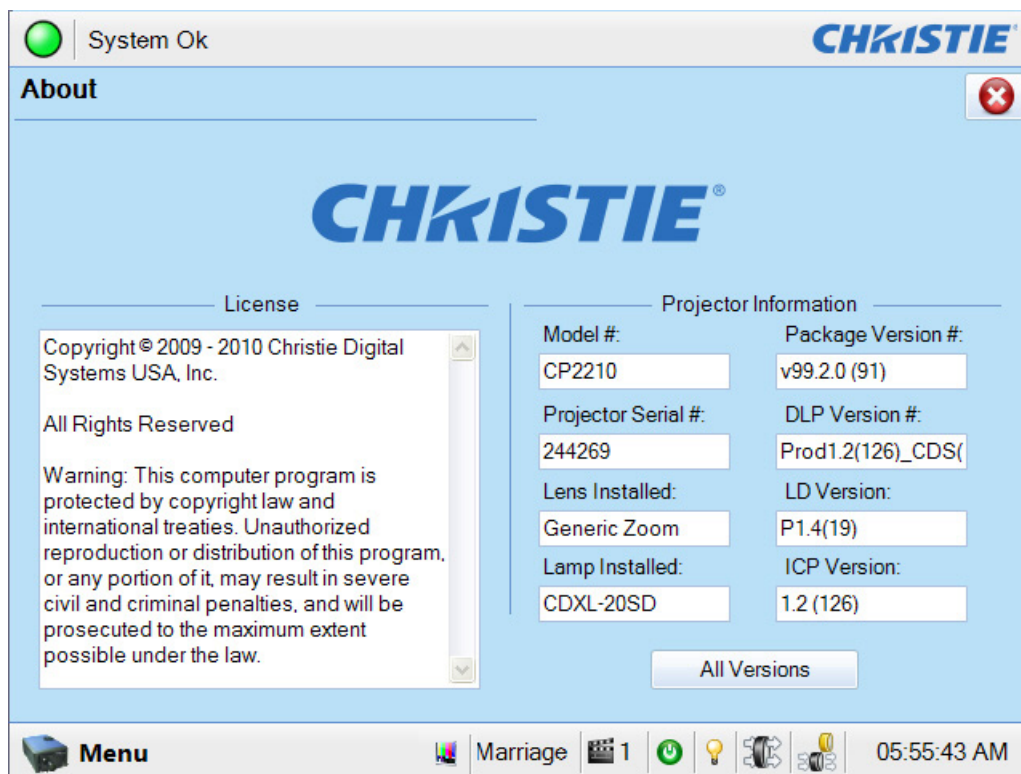 System Ok
CHRISTIE
About
CHRISTIE®
License
Copyright © 2009 - 2010 Christie Digital
Systems USA, Inc.
All Rights Reserved
Warning: This computer program is
protected by copyright law and
international treaties. Unauthorized
reproduction or distribution of this program,
or any portion of it, may result in severe
civil and criminal penalties, and will be
prosecuted to the maximum extent
possible under the law.
Projector Information
Model #:
CP2210
Package Version #:
v99.2.0 (91)
Projector Serial #:
244269
DLP Version #:
Prod1.2(126)_CDS(
Lens Installed:
Generic Zoom
LD Version:
P1.4(19)
Lamp Installed:
CDXL-20SD
ICP Version:
1.2 (126)
All Versions
Menu
Marriage
1
05:55:43 AM